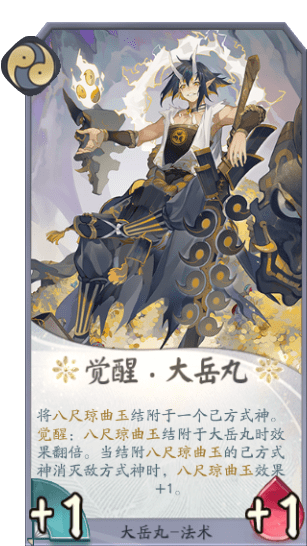 觉醒·大岳丸
将八尺琼曲玉结附于一个己方式神。
觉醒：八尺琼曲玉结附于大岳丸时效
果翻倍。当结附八尺琼曲玉的己方式
神消灭敌方式神时，八尺琼曲玉效果
+1。
+1
大岳丸-法术
+1